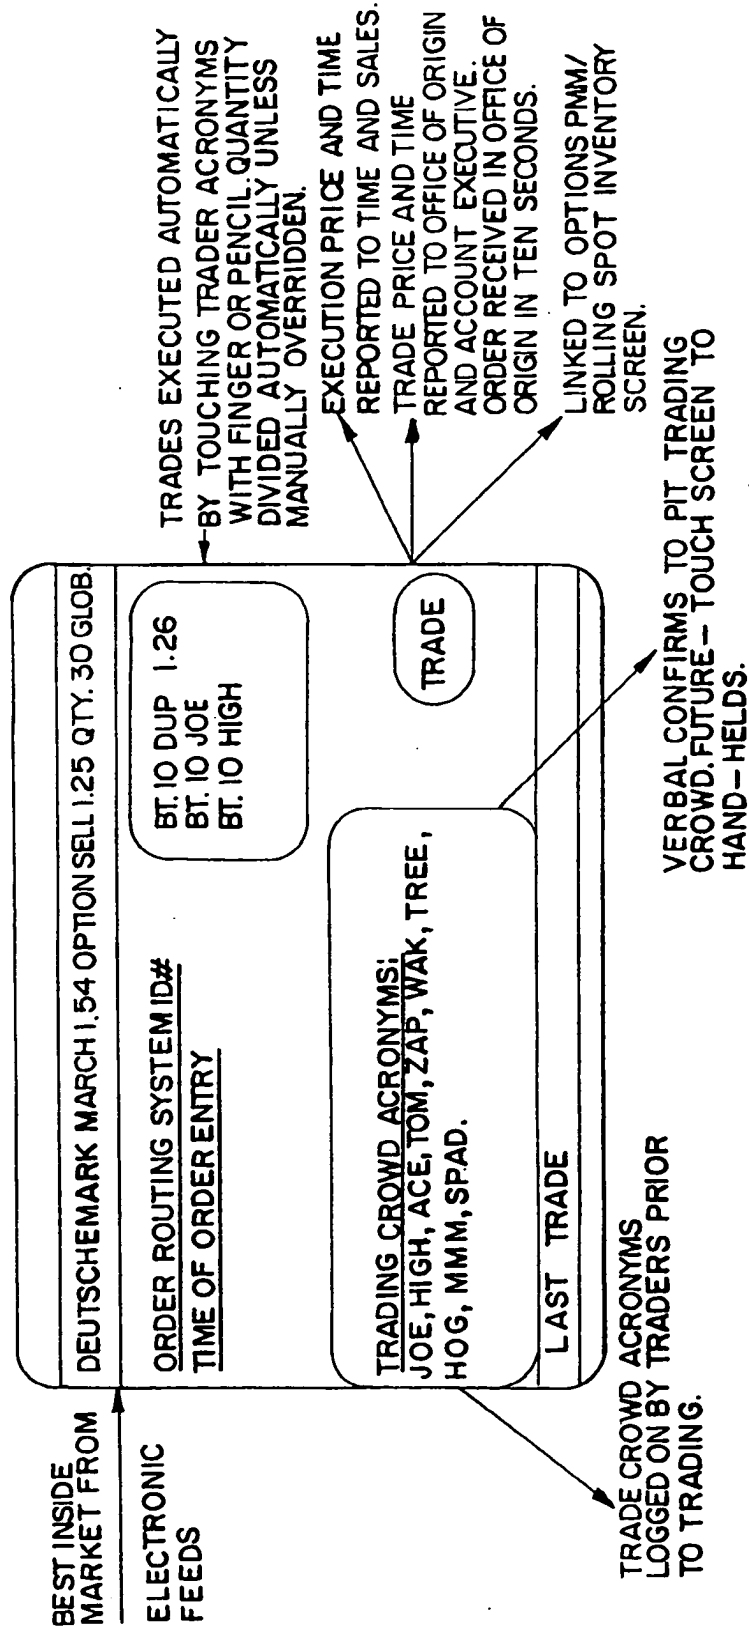 BEST INSIDE
MARKET FROM
ELECTRONIC
FEEDS
DEUTSCHEMARK MARCH 1.54 OPTION SELL 1.25 QTY. 30 GLOB.
ORDER ROUTING SYSTEM ID#
TIME OF ORDER ENTRY
BT. 10 DUP 1.26
BT. 10 JOE
BT. 10 HIGH
TRADING CROWD ACRONYMS:
JOE, HIGH, ACE, TOM, ZAP, WAK, TREE,
HOG, MMM, SPAD.
TRADE
LAST TRADE
TRADES EXECUTED AUTOMATICALLY
BY TOUCHING TRADER ACRONYMS
WITH FINGER OR PENCIL. QUANTITY
DIVIDED AUTOMATICALLY UNLESS
MANUALLY OVERRIDDEN.
EXECUTION PRICE AND TIME
REPORTED TO TIME AND SALES.
TRADE PRICE AND TIME
REPORTED TO OFFICE OF ORIGIN
AND ACCOUNT EXECUTIVE.
ORDER RECEIVED IN OFFICE OF
ORIGIN IN TEN SECONDS.
LINKED TO OPTIONS PMM/
ROLLING SPOT INVENTORY
SCREEN.
TRADE CROWD ACRONYMS
LOGGED ON BY TRADERS PRIOR
TO TRADING.
VERBAL CONFIRMS TO PIT TRADING
CROWD. FUTURE — TOUCH SCREEN TO
HAND-HELDS.